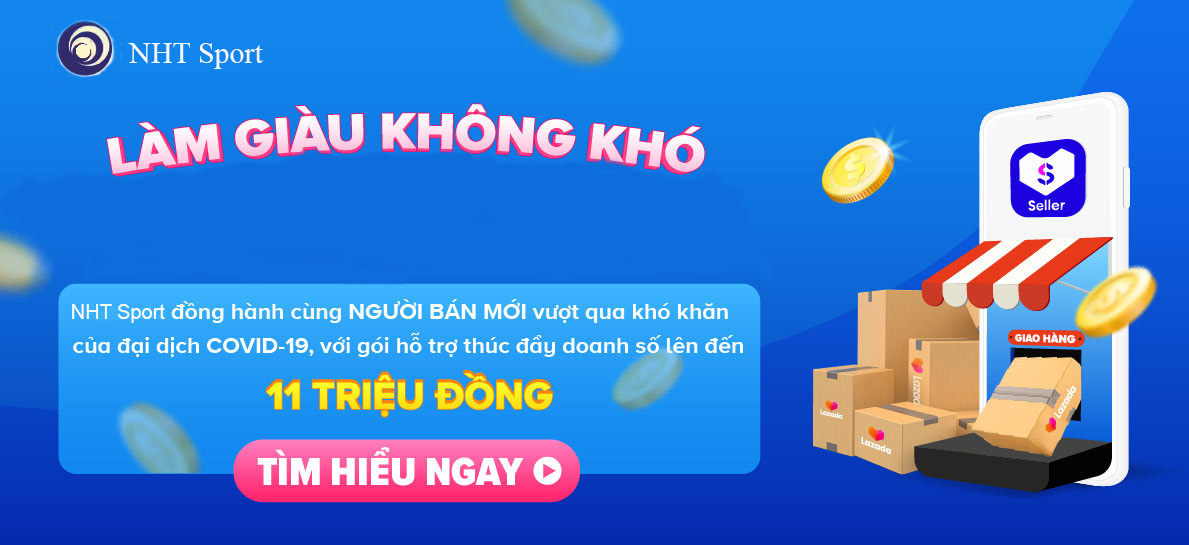 NHT Sport
LÀM GIÀU KHÔNG KHÓ
NHT Sport đồng hành cùng NGƯỜI BÁN MỚI vượt qua khó khăn
của đại dịch COVID-19, với gói hỗ trợ thúc đẩy doanh số lên đến
11 TRIỆU ĐỒNG
TÌM HIỂU NGAY
Seller
GIAO HÀNG
Lazada
Lazada
Lazada
Lazada